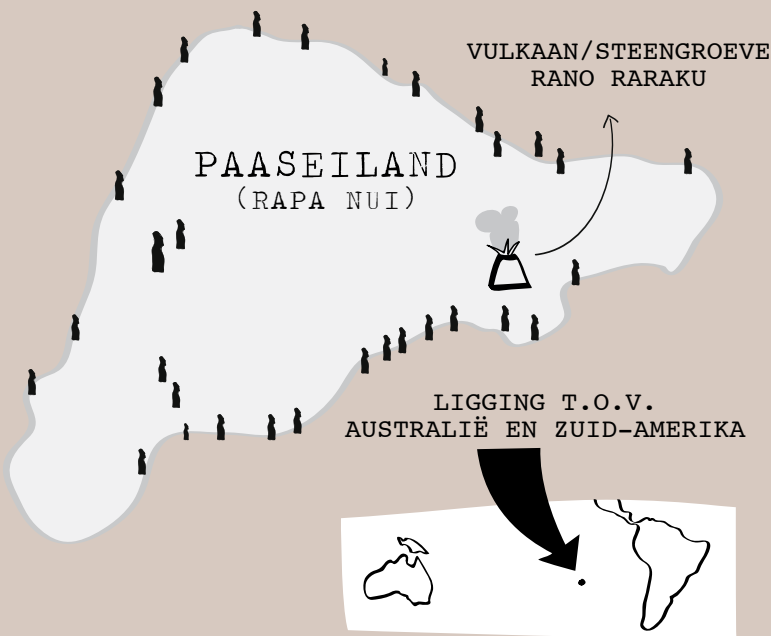 VULKAAN/STEENGROEVE
RANO RARAKU
PAASEILAND
(RAPA NUI)
LIGGING T.O.V.
AUSTRALIË EN ZUID-AMERIKA